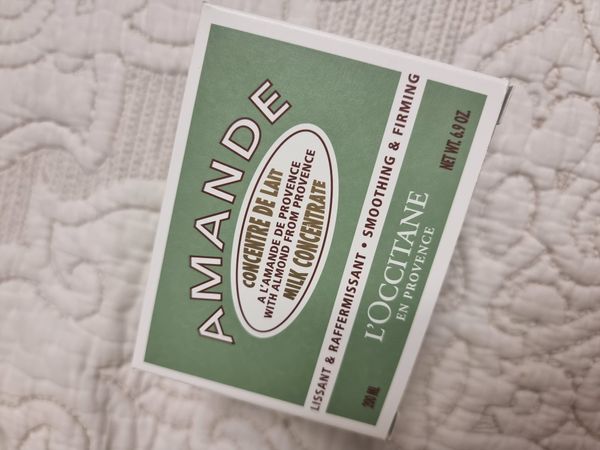 AMANDE
CONCENTRÉ DE LAIT
A L'AMANDE DE PROVENCE
WITH ALMOND FROM PROVENCE
MILK CONCENTRATE
LISSANT & RAFFERMISSANT • SMOOTHING & FIRMING
L'OCCITANE
EN PROVENCE
200 ML NET WT. 6.9 OZ.